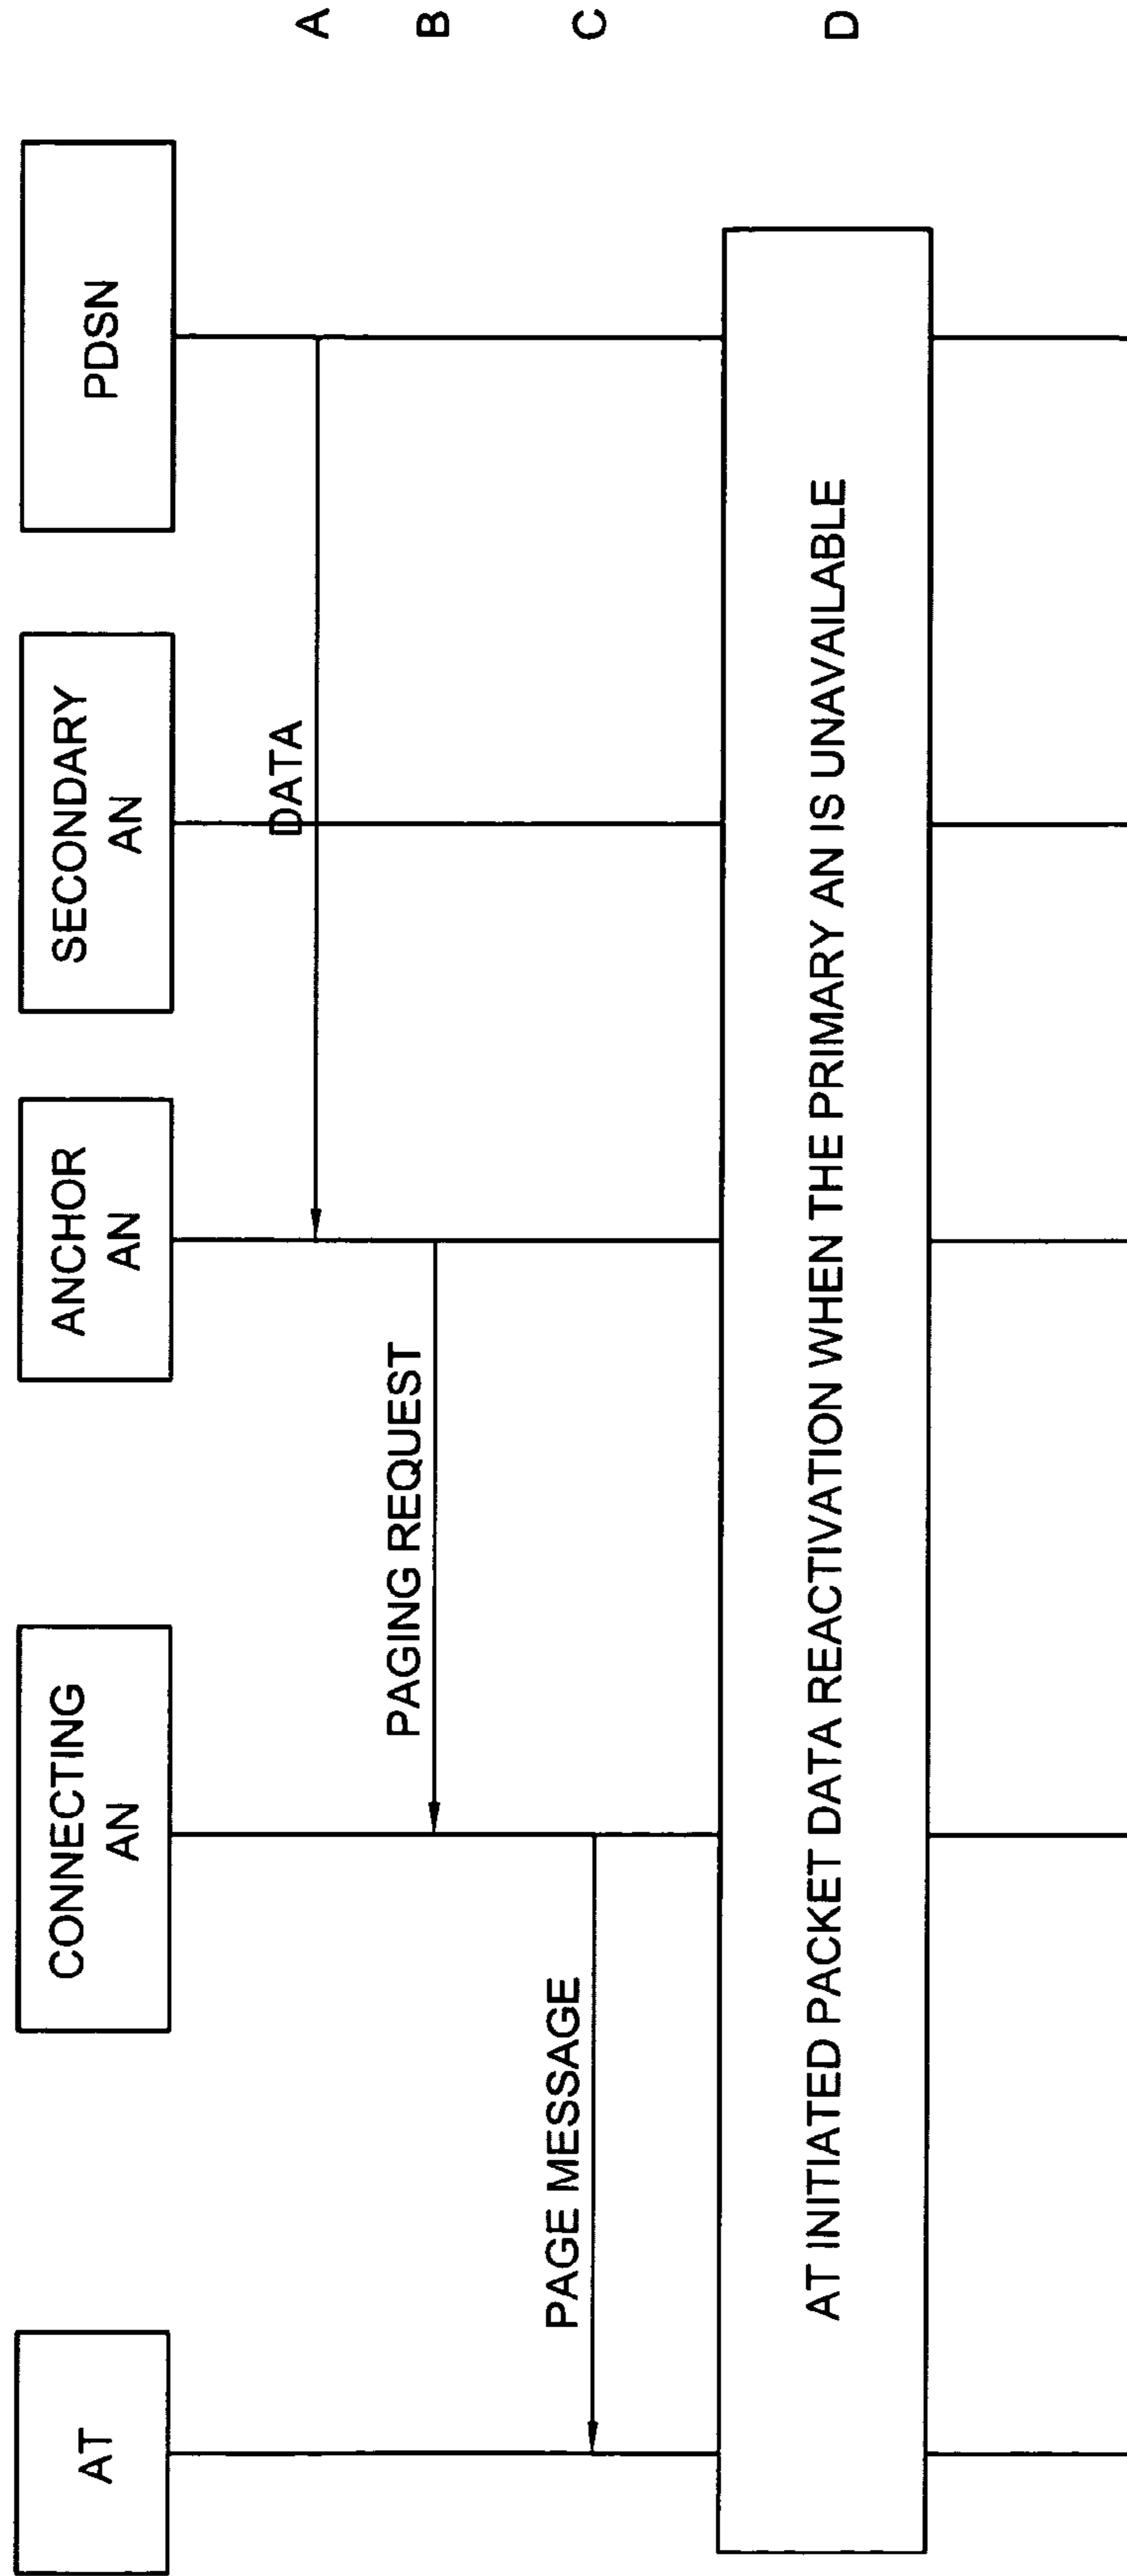 AT
CONNECTING
AN
ANCHOR
AN
SECONDARY
AN
PDSN
DATA
A
PAGING REQUEST
B
PAGE MESSAGE
C
AT INITIATED PACKET DATA REACTIVATION WHEN THE PRIMARY AN IS UNAVAILABLE
D